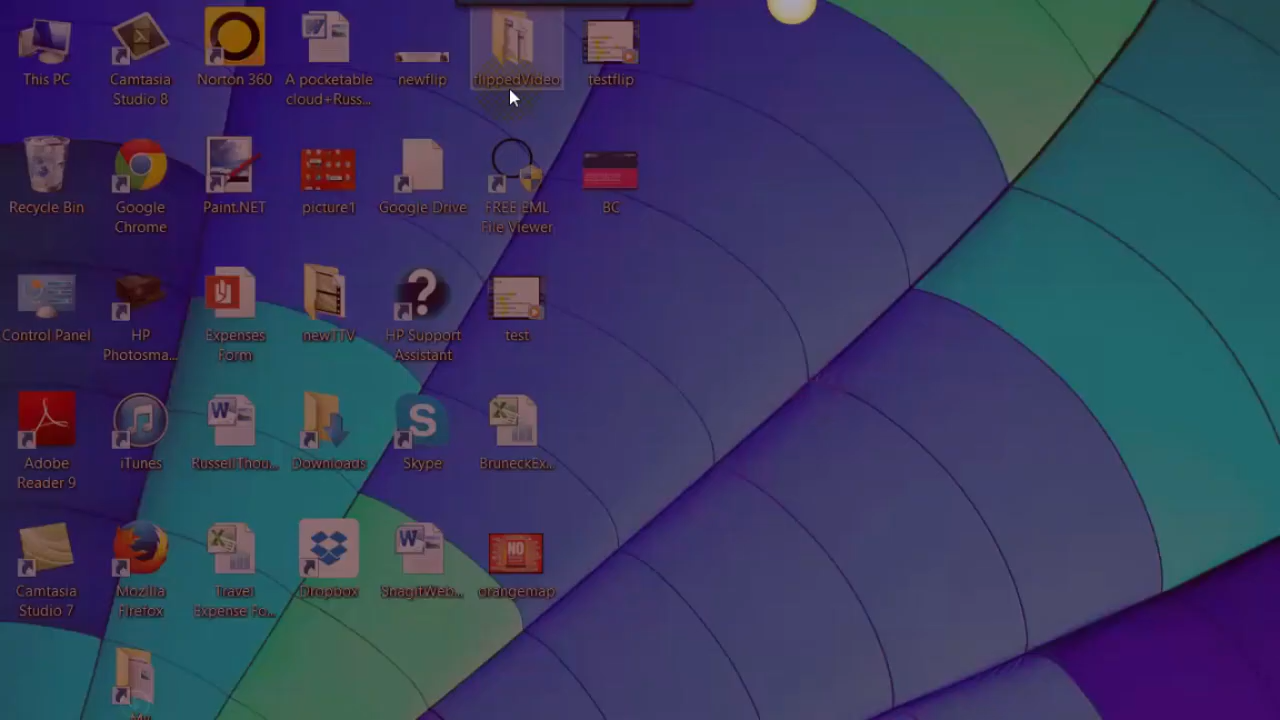 This PC
Camtasia
Studio 8
Norton 360
A pocketable
cloud+Russ...
newflip
flippedVideo
testflip
Recycle Bin
Google
Chrome
Paint.NET
picture1
Google Drive
FREE EML
File Viewer
BC
Control Panel
HP
Photosma...
Expenses
Form
newTTV
HP Support
Assistant
test
Adobe
Reader 9
iTunes
RussellThou...
Downloads
Skype
BruneckEx...
Camtasia
Studio 7
Mozilla
Firefox
Travel
Expense Fo...
Dropbox
SnagitWeb...
NO
orangemap